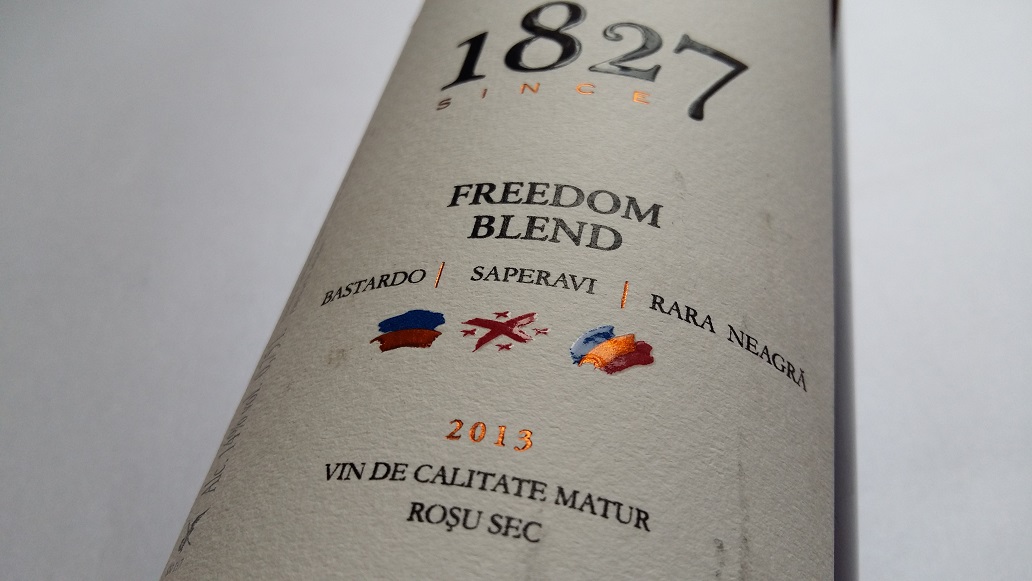 1827
SINCE
FREEDOM
BLEND
BASTARDO | SAPERAVI | RARA NEAGRĂ
2013
VIN DE CALITATE MATUR
ROŞU SEC